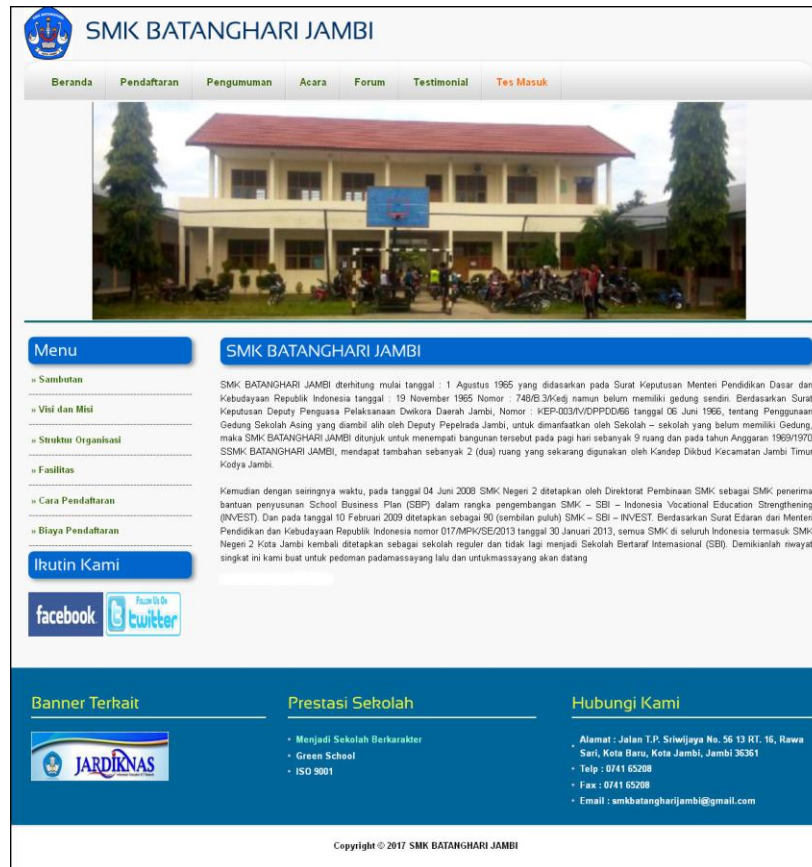 SMK BATANGHARI JAMBI
Beranda Pendaftaran Pengumuman Acara Forum Testimonial Tes Masuk
Menu
» Sambutan
» Visi dan Misi
» Struktur Organisasi
» Fasilitas
» Cara Pendaftaran
» Biaya Pendaftaran
Ikutin Kami
facebook
Follow Us On
twitter
SMK BATANGHARI JAMBI
SMK BATANGHARI JAMBI dterhitung mulai tanggal : 1 Agustus 1965 yang didasarkan pada Surat Keputusan Menteri Pendidikan Dasar dan
Kebudayaan Republik Indonesia tanggal : 19 November 1965 Nomor : 748/B.3/Kedj namun belum memiliki gedung sendiri. Berdasarkan Surat
Keputusan Deputy Penguasa Pelaksanaan Dwikora Daerah Jambi, Nomor : KEP-003/IV/DPPDD/66 tanggal 06 Juni 1966, tentang Penggunaan
Gedung Sekolah Asing yang diambil alih oleh Deputy Pepelrada Jambi, untuk dimanfaatkan oleh Sekolah – sekolah yang belum memiliki Gedung,
maka SMK BATANGHARI JAMBI ditunjuk untuk menempati bangunan tersebut pada pagi hari sebanyak 9 ruang dan pada tahun Anggaran 1969/1970
SSMK BATANGHARI JAMBI, mendapat tambahan sebanyak 2 (dua) ruang yang sekarang digunakan oleh Kandep Dikbud Kecamatan Jambi Timur
Kodya Jambi.
Kemudian dengan seiringnya waktu, pada tanggal 04 Juni 2008 SMK Negeri 2 ditetapkan oleh Direktorat Pembinaan SMK sebagai SMK penerima
bantuan penyusunan School Business Plan (SBP) dalam rangka pengembangan SMK – SBI – Indonesia Vocational Education Strengthening
(INVEST). Dan pada tanggal 10 Februari 2009 ditetapkan sebagai 90 (sembilan puluh) SMK – SBI – INVEST. Berdasarkan Surat Edaran dari Menteri
Pendidikan dan Kebudayaan Republik Indonesia nomor 017/MPK/SE/2013 tanggal 30 Januari 2013, semua SMK di seluruh Indonesia termasuk SMK
Negeri 2 Kota Jambi kembali ditetapkan sebagai sekolah reguler dan tidak lagi menjadi Sekolah Bertaraf Internasional (SBI). Demikianlah riwayat
singkat ini kami buat untuk pedoman padamassayang lalu dan untukmassayang akan datang
Banner Terkait
JARDIKNAS
Prestasi Sekolah
• Menjadi Sekolah Berkarakter
• Green School
• ISO 9001
Hubungi Kami
• Alamat : Jalan T.P. Sriwijaya No. 56 13 RT. 16, Rawa
Sari, Kota Baru, Kota Jambi, Jambi 36361
• Telp : 0741 65208
• Fax : 0741 65208
• Email : smkbatangharijambi@gmail.com
Copyright © 2017 SMK BATANGHARI JAMBI